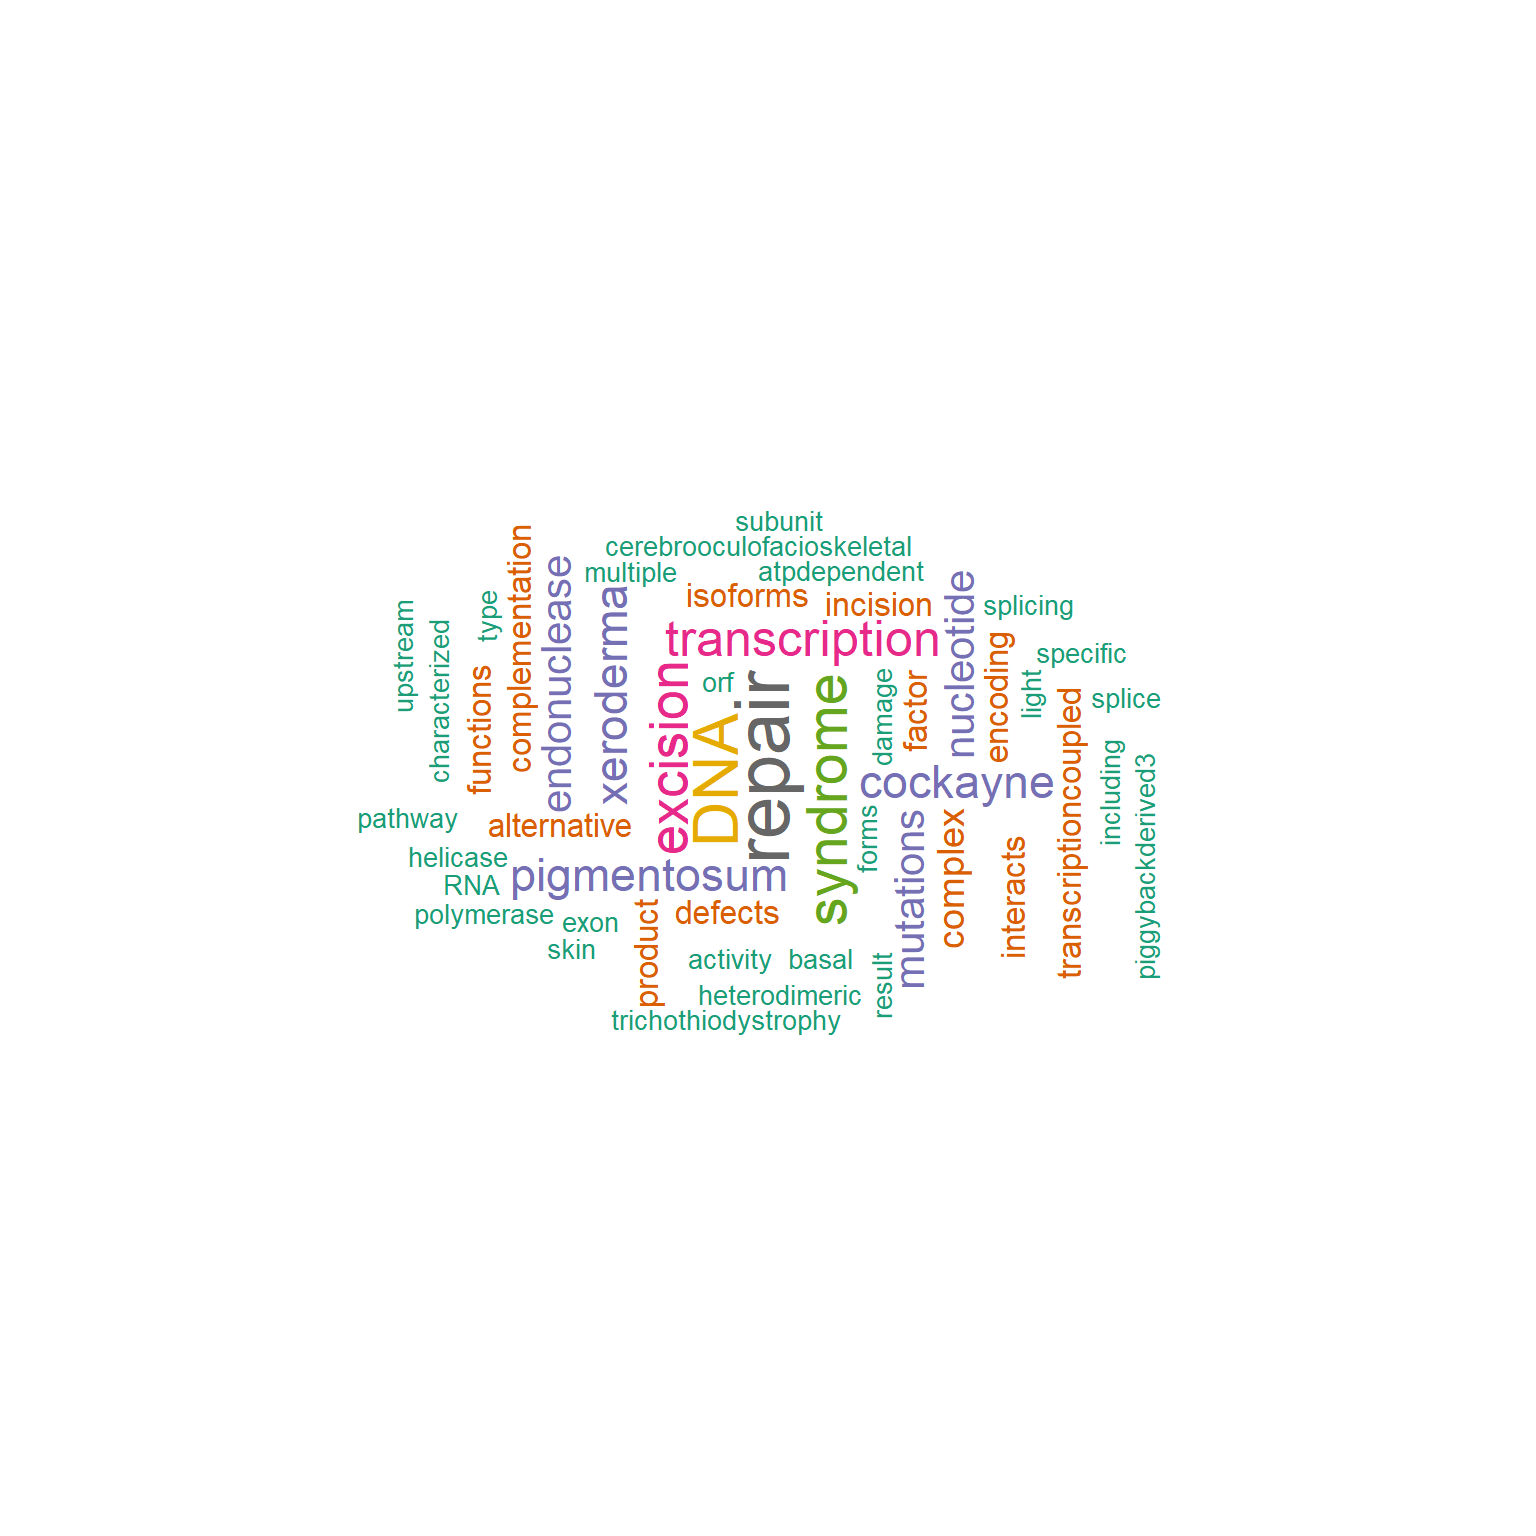 subunit
cerebrooculofacioskeletal
multiple
atpdependent
isoforms
incision
splicing
transcription
specific
orf
splice
upstream
characterized
type
functions
complementation
endonuclease
xeroderma
excision
DNA
repair
syndrome
damage
factor
nucleotide
encoding
light
transcriptioncoupled
including
piggybackderived3
cockayne
pathway
alternative
forms
mutations
complex
interacts
helicase
pigmentosum
RNA
polymerase
exon
defects
skin
product
activity
basal
result
heterodimeric
trichothiodystrophy